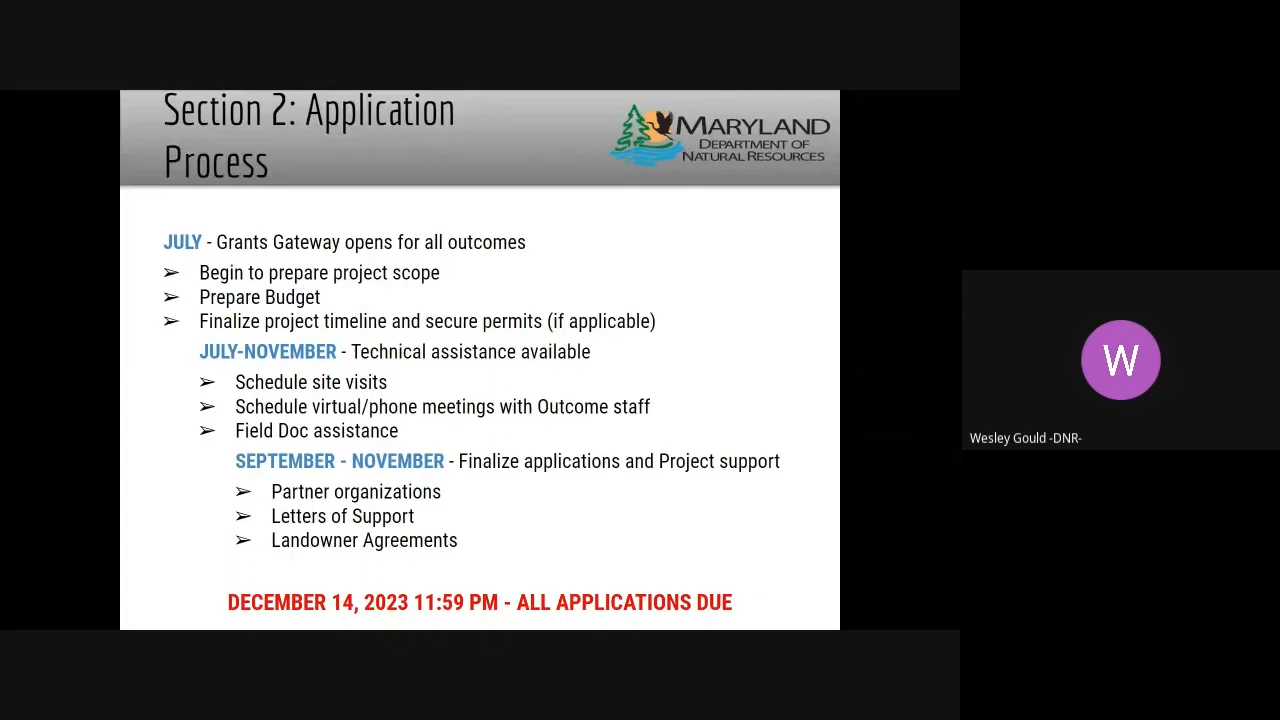 Section 2: Application
Process
MARYLAND
DEPARTMENT OF
NATURAL RESOURCES
JULY - Grants Gateway opens for all outcomes
➢ Begin to prepare project scope
➢ Prepare Budget
➢ Finalize project timeline and secure permits (if applicable)
JULY-NOVEMBER - Technical assistance available
➢ Schedule site visits
➢ Schedule virtual/phone meetings with Outcome staff
➢ Field Doc assistance
SEPTEMBER - NOVEMBER - Finalize applications and Project support
➢ Partner organizations
➢ Letters of Support
➢ Landowner Agreements
DECEMBER 14, 2023 11:59 PM - ALL APPLICATIONS DUE
W
Wesley Gould -DNR-